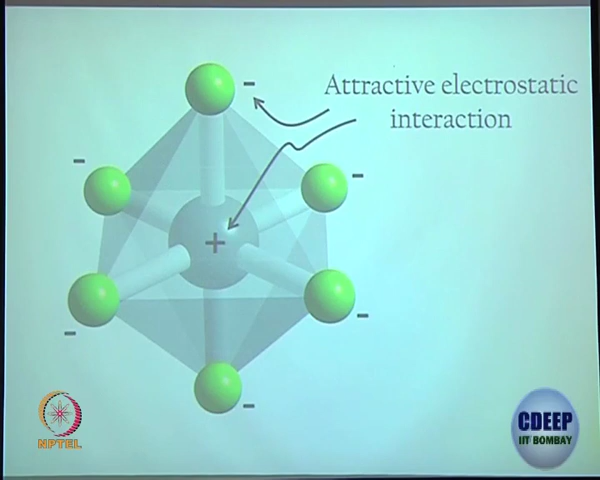 -
Attractive electrostatic
interaction
-
-
+
-
-
-
NPTEL
CDEEP
IIT BOMBAY